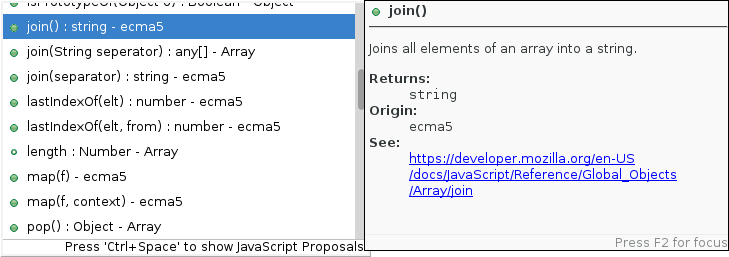 isPrototypeOf(Object o) : Boolean - Object
join() : string - ecma5
join(String seperator) : any[] - Array
join(separator) : string - ecma5
lastIndexOf(elt) : number - ecma5
lastIndexOf(elt, from) : number - ecma5
length : Number - Array
map(f) - ecma5
map(f, context) - ecma5
pop() : Object - Array
Press 'Ctrl+Space' to show JavaScript Proposals
join()
Joins all elements of an array into a string.
Returns:
string
Origin:
ecma5
See:
https://developer.mozilla.org/en-US
/docs/JavaScript/Reference/Global_Objects
/Array/join
Press F2 for focus